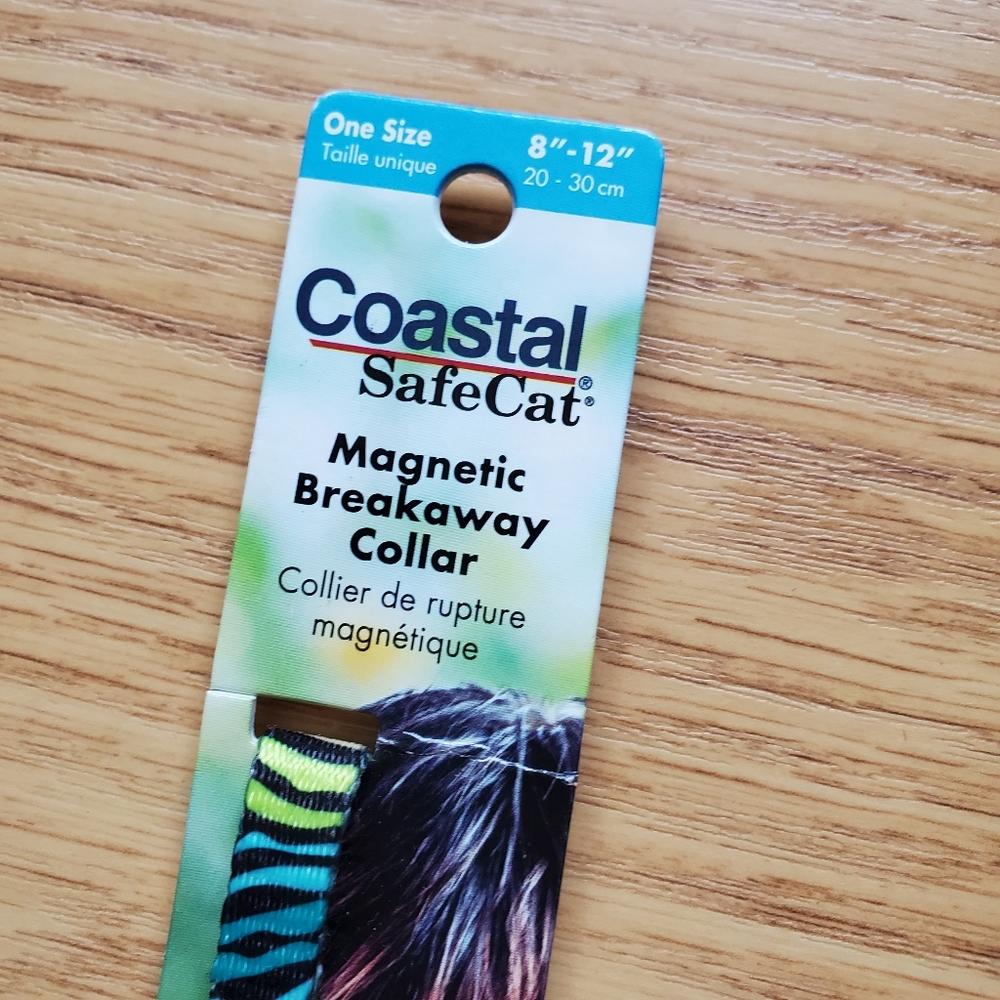 One Size
Taille unique
8"-12"
20 - 30 cm
Coastal®
SafeCat®
Magnetic
Breakaway
Collar
Collier de rupture
magnétique